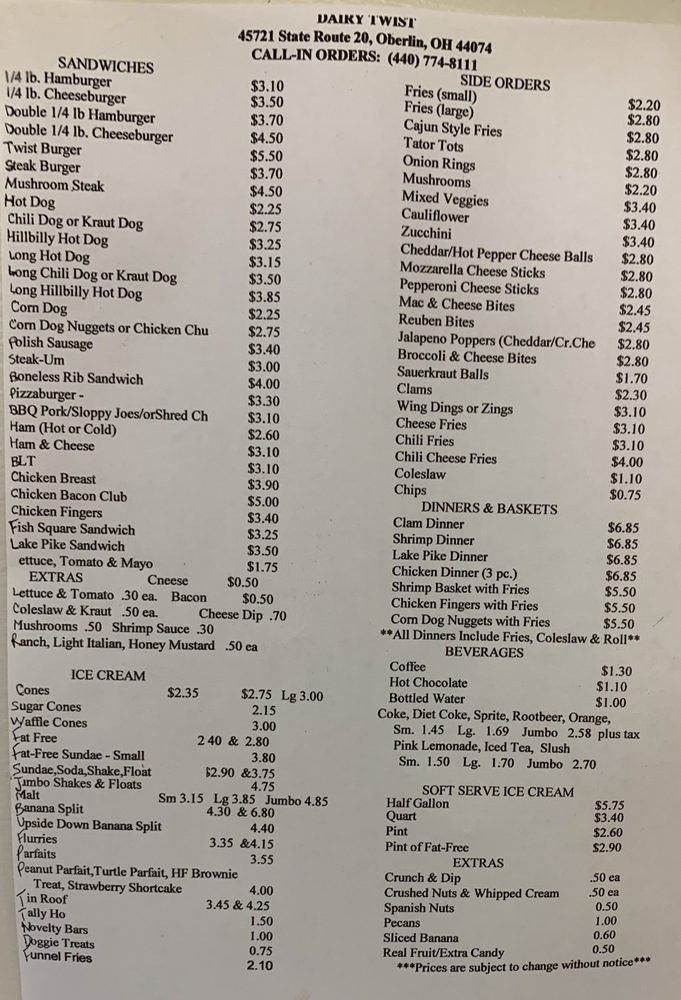 DAIRY TWIST
45721 State Route 20, Oberlin, OH 44074
CALL-IN ORDERS: (440) 774-8111
SANDWICHES
1/4 lb. Hamburger $3.10
1/4 lb. Cheeseburger $3.50
Double 1/4 lb Hamburger $3.70
Double 1/4 lb. Cheeseburger $4.50
Twist Burger $5.50
Steak Burger $3.70
Mushroom Steak $4.50
Hot Dog $2.25
Chili Dog or Kraut Dog $2.75
Hillbilly Hot Dog $3.25
Long Hot Dog $3.15
Long Chili Dog or Kraut Dog $3.50
Long Hillbilly Hot Dog $3.85
Corn Dog $2.25
Corn Dog Nuggets or Chicken Chu $2.75
Polish Sausage $3.40
Steak-Um $3.00
Boneless Rib Sandwich $4.00
Pizzaburger - $3.30
BBQ Pork/Sloppy Joes/orShred Ch $3.10
Ham (Hot or Cold) $2.60
Ham & Cheese $3.10
BLT $3.10
Chicken Breast $3.90
Chicken Bacon Club $5.00
Chicken Fingers $3.40
Fish Square Sandwich $3.25
Lake Pike Sandwich $3.50
ettuce, Tomato & Mayo $1.75
EXTRAS Cheese $0.50
Lettuce & Tomato .30 ea. Bacon $0.50
Coleslaw & Kraut .50 ea. Cheese Dip .70
Mushrooms .50 Shrimp Sauce .30
Ranch, Light Italian, Honey Mustard .50 ea
ICE CREAM
Cones $2.35 $2.75 Lg 3.00
Sugar Cones 2.15
Waffle Cones 3.00
Fat Free 2 40 & 2.80
Fat-Free Sundae - Small 3.80
Sundae,Soda,Shake,Float $2.90 &3.75
Jumbo Shakes & Floats 4.75
Malt Sm 3.15 Lg 3.85 Jumbo 4.85
Banana Split 4.30 & 6.80
Upside Down Banana Split 4.40
Flurries 3.35 &4.15
Parfaits 3.55
Peanut Parfait,Turtle Parfait, HF Brownie
Treat, Strawberry Shortcake 4.00
Tin Roof 3.45 & 4.25
Tally Ho 1.50
Novelty Bars 1.00
Doggie Treats 0.75
Funnel Fries 2.10
SIDE ORDERS
Fries (small) $2.20
Fries (large) $2.80
Cajun Style Fries $2.80
Tator Tots $2.80
Onion Rings $2.80
Mushrooms $2.20
Mixed Veggies $3.40
Cauliflower $3.40
Zucchini $3.40
Cheddar/Hot Pepper Cheese Balls $2.80
Mozzarella Cheese Sticks $2.80
Pepperoni Cheese Sticks $2.80
Mac & Cheese Bites $2.45
Reuben Bites $2.45
Jalapeno Poppers (Cheddar/Cr.Che $2.80
Broccoli & Cheese Bites $2.80
Sauerkraut Balls $1.70
Clams $2.30
Wing Dings or Zings $3.10
Cheese Fries $3.10
Chili Fries $3.10
Chili Cheese Fries $4.00
Coleslaw $1.10
Chips $0.75
DINNERS & BASKETS
Clam Dinner $6.85
Shrimp Dinner $6.85
Lake Pike Dinner $6.85
Chicken Dinner (3 pc.) $6.85
Shrimp Basket with Fries $5.50
Chicken Fingers with Fries $5.50
Corn Dog Nuggets with Fries $5.50
**All Dinners Include Fries, Coleslaw & Roll**
BEVERAGES
Coffee $1.30
Hot Chocolate $1.10
Bottled Water $1.00
Coke, Diet Coke, Sprite, Rootbeer, Orange,
Sm. 1.45 Lg. 1.69 Jumbo 2.58 plus tax
Pink Lemonade, Iced Tea, Slush
Sm. 1.50 Lg. 1.70 Jumbo 2.70
SOFT SERVE ICE CREAM
Half Gallon $5.75
Quart $3.40
Pint $2.60
Pint of Fat-Free $2.90
EXTRAS
Crunch & Dip .50 ea
Crushed Nuts & Whipped Cream .50 ea
Spanish Nuts 0.50
Pecans 1.00
Sliced Banana 0.60
Real Fruit/Extra Candy 0.50
***Prices are subject to change without notice***